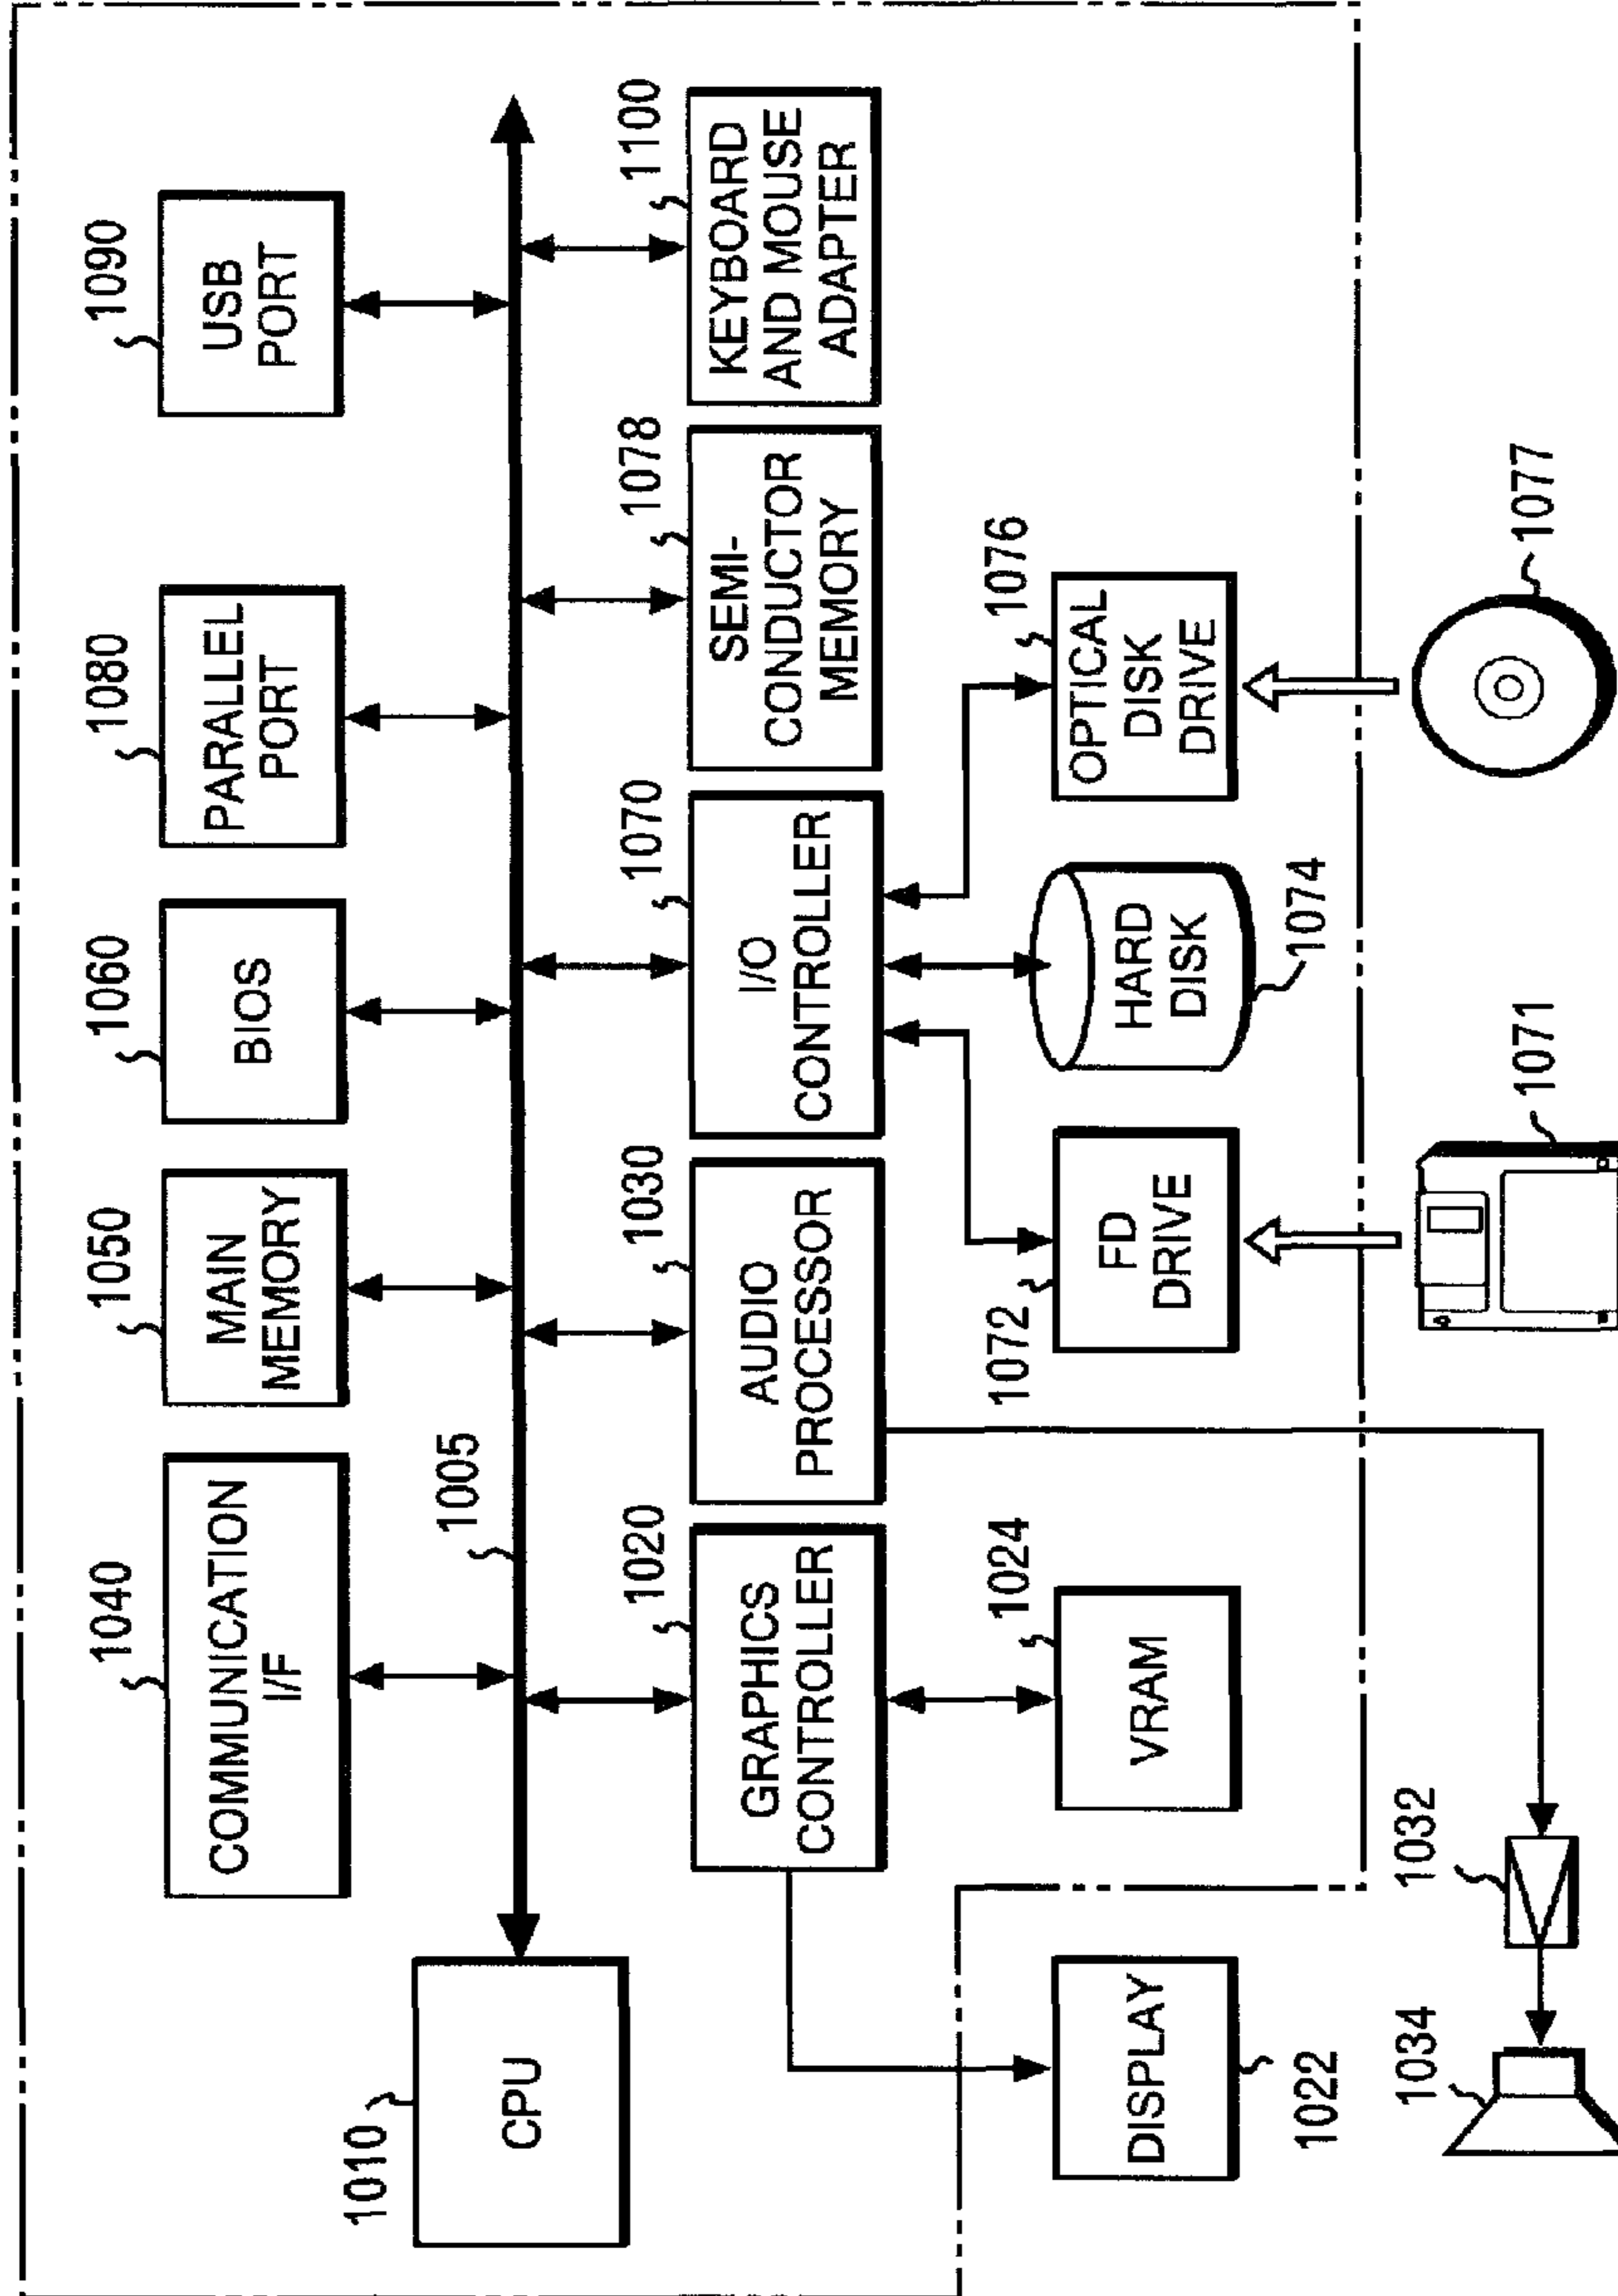 1040
COMMUNICATION
I/F
1050
MAIN
MEMORY
1060
BIOS
1080
PARALLEL
PORT
1090
USB
PORT
1010
CPU
1005
1020
GRAPHICS
CONTROLLER
1030
AUDIO
PROCESSOR
1070
I/O
CONTROLLER
1078
SEMI-
CONDUCTOR
MEMORY
1100
KEYBOARD
AND MOUSE
ADAPTER
DISPLAY
1022
1024
VRAM
1072
FD
DRIVE
HARD
DISK
1074
1076
OPTICAL
DISK
DRIVE
1034
1032
1071
1077